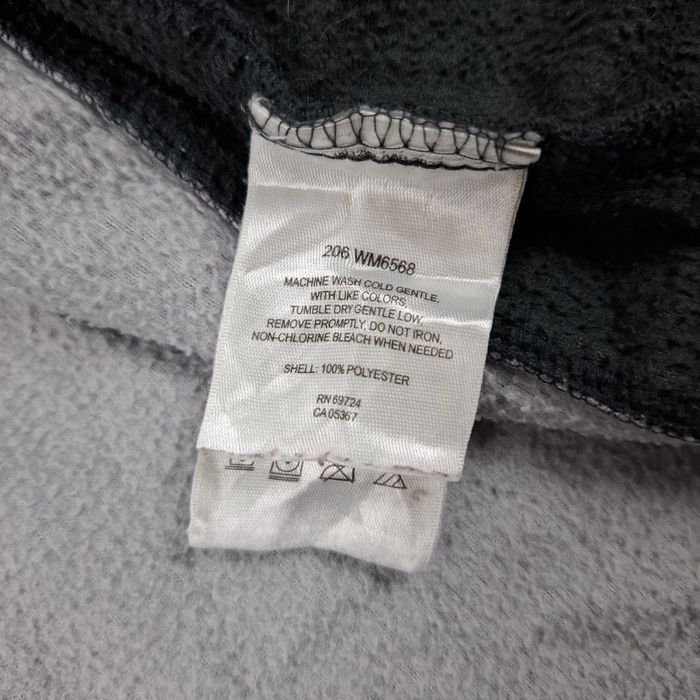 206 WM6568
MACHINE WASH COLD GENTLE,
WITH LIKE COLORS,
TUMBLE DRY GENTLE LOW,
REMOVE PROMPTLY, DO NOT IRON,
NON-CHLORINE BLEACH WHEN NEEDED
SHELL: 100% POLYESTER
RN 69724
CA 05367